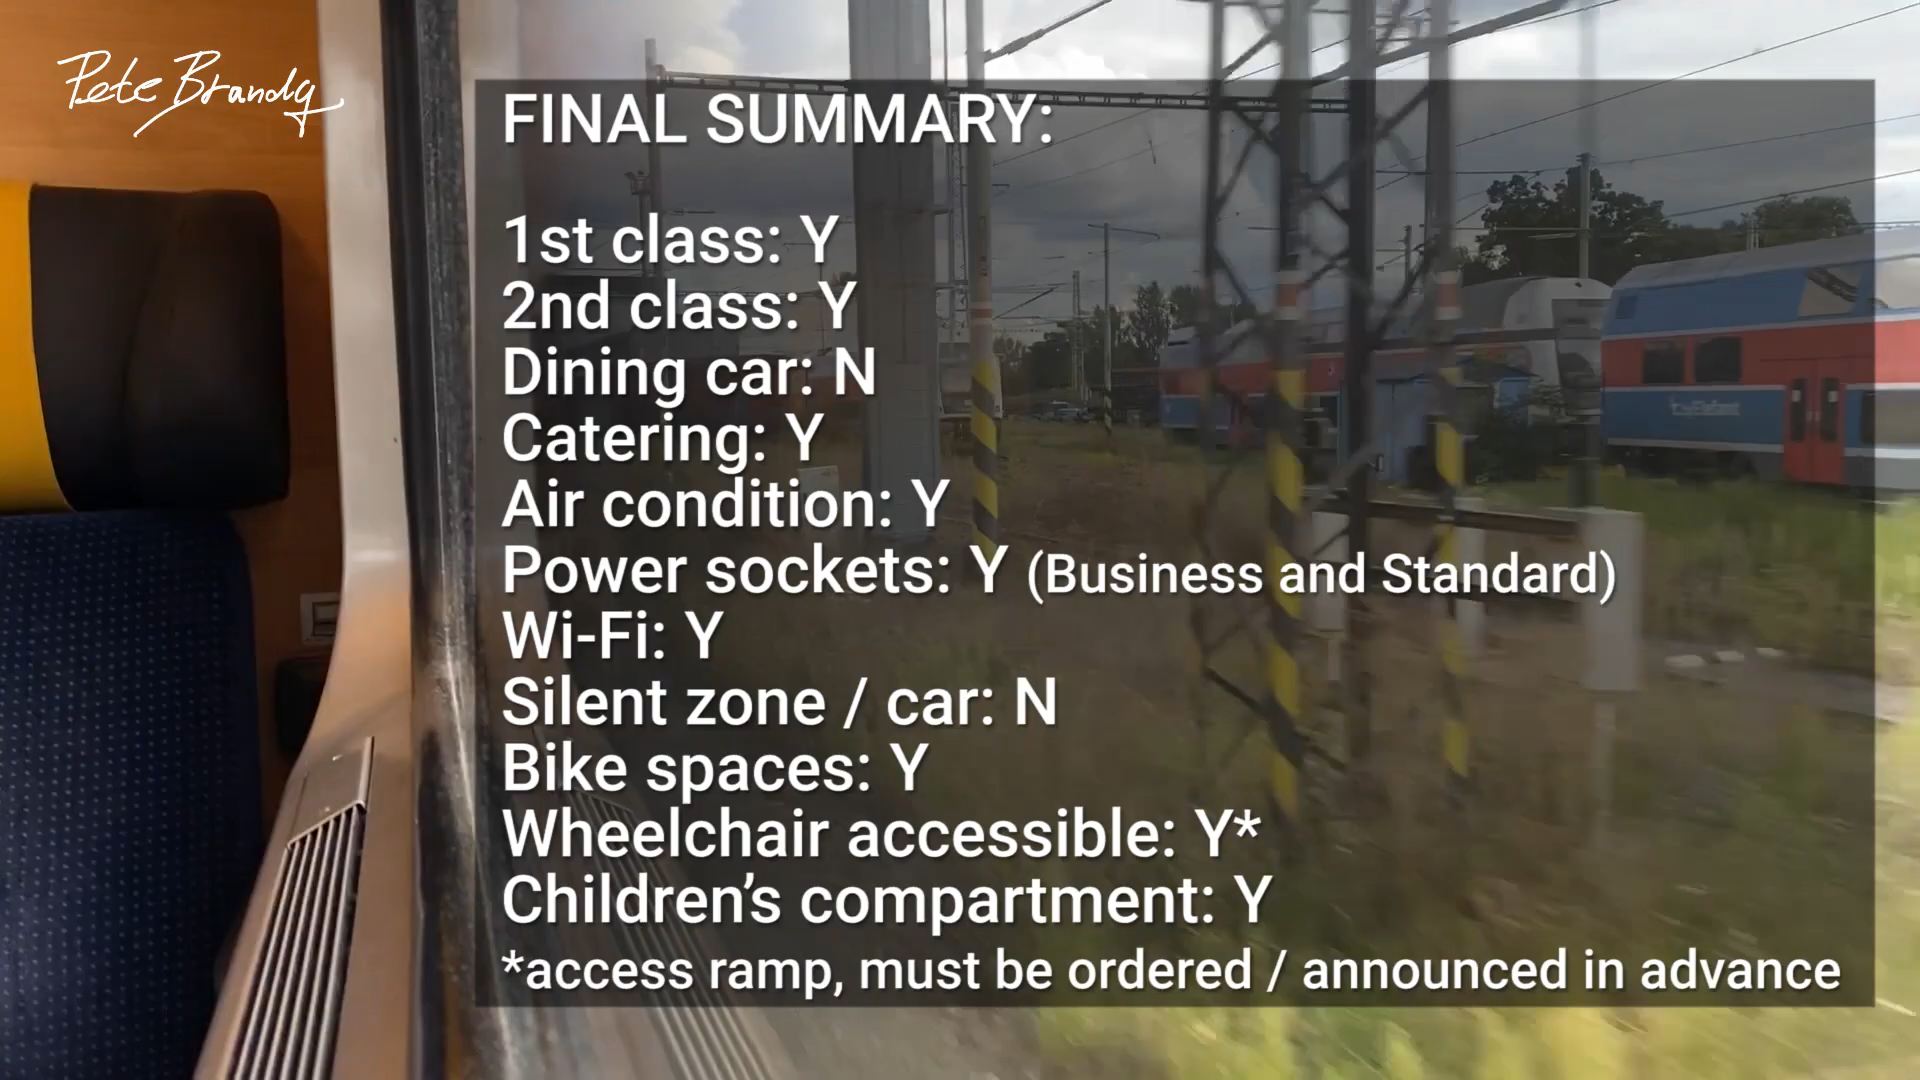 Pete Brandy
FINAL SUMMARY:
1st class: Y
2nd class: Y
Dining car: N
Catering: Y
Air condition: Y
Power sockets: Y (Business and Standard)
Wi-Fi: Y
Silent zone / car: N
Bike spaces: Y
Wheelchair accessible: Y*
Children’s compartment: Y
*access ramp, must be ordered / announced in advance